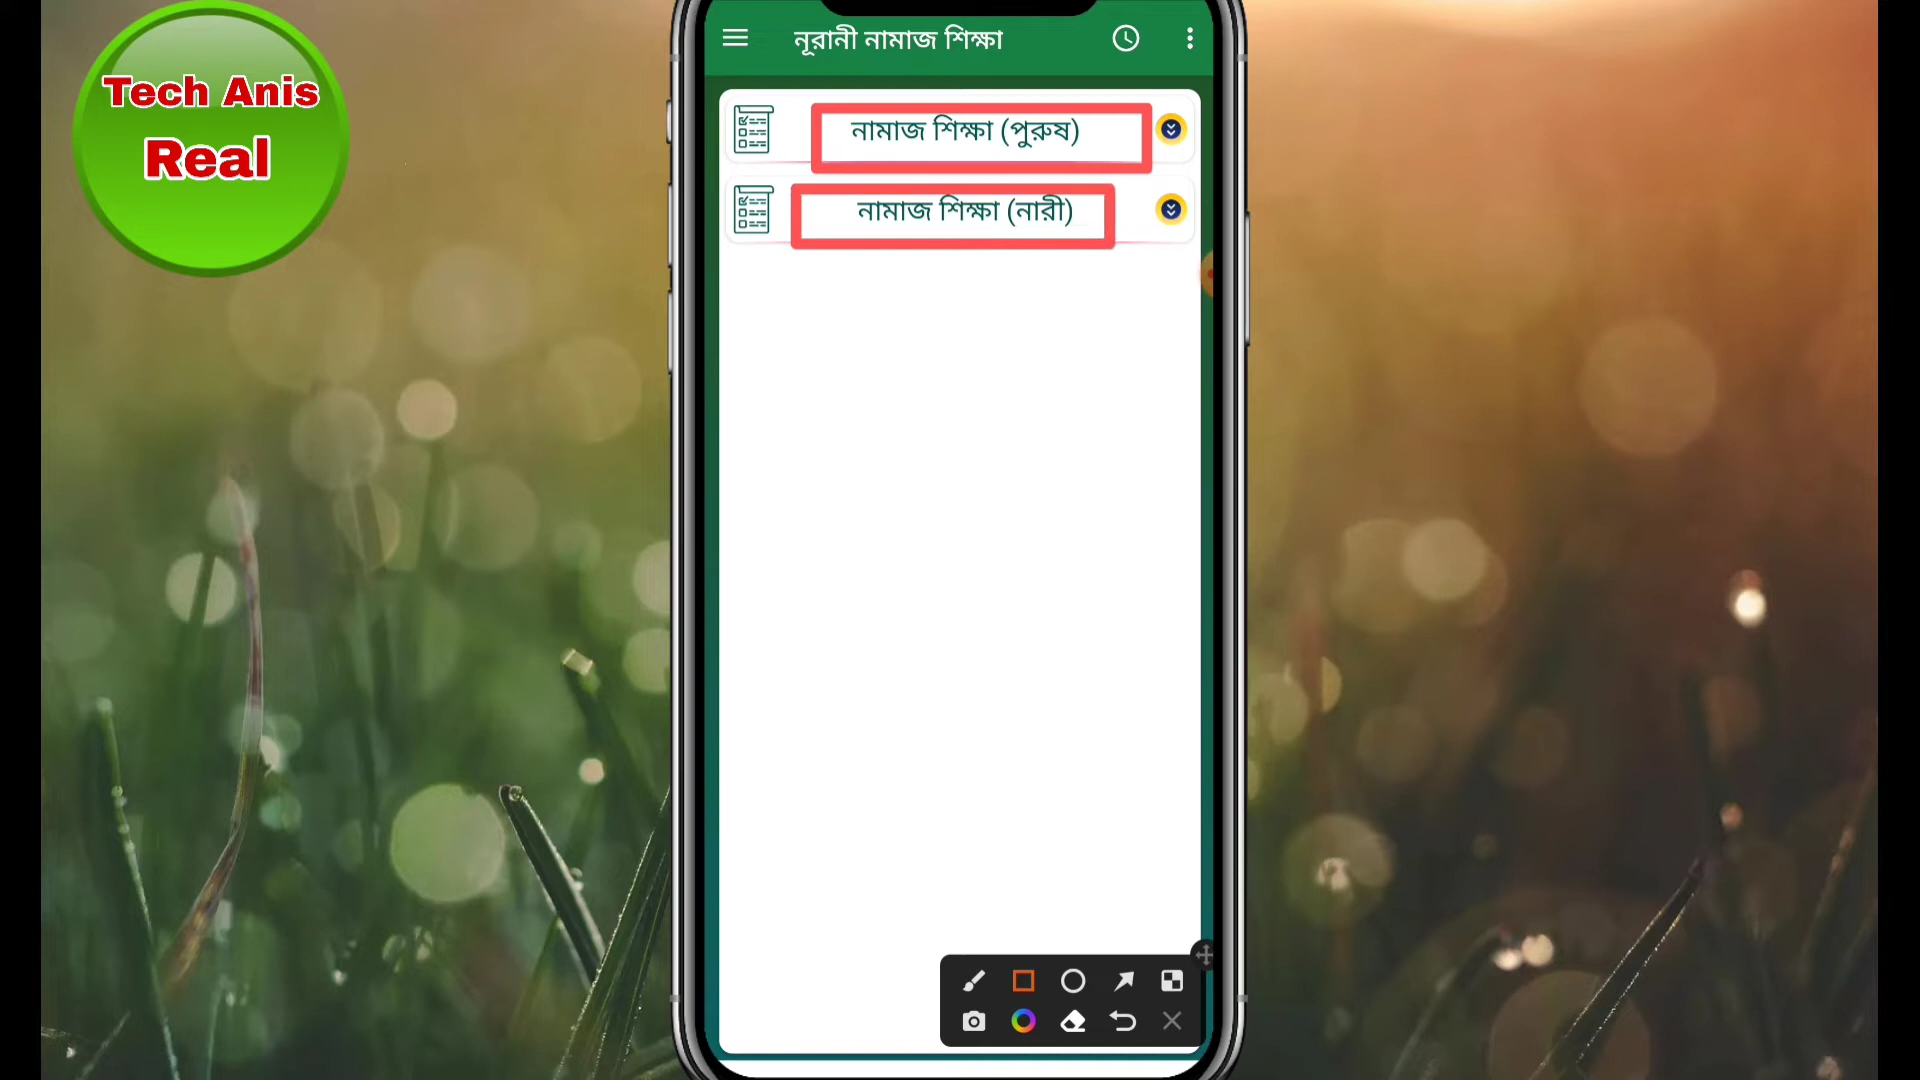 Tech Anis
Real
নূরানী নামাজ শিক্ষা
নামাজ শিক্ষা (পুরুষ)
নামাজ শিক্ষা (নারী)